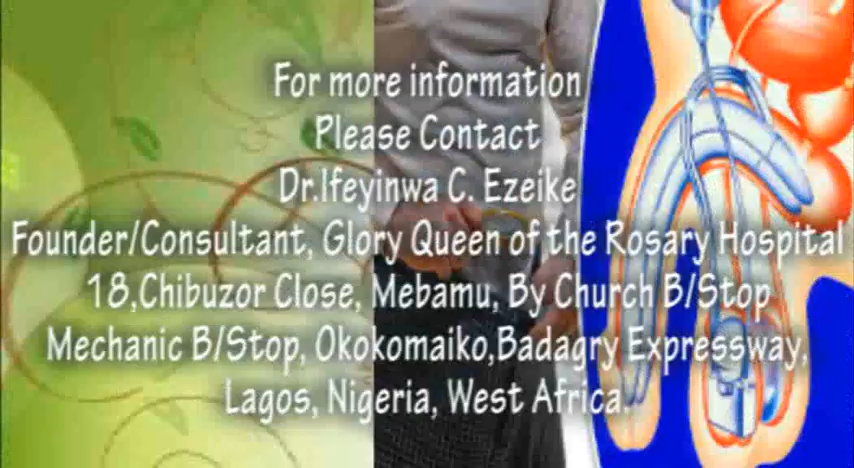 For more information
Please Contact
Dr.Ifeyinwa C. Ezeike
Founder/Consultant, Glory Queen of the Rosary Hospital
18,Chibuzor Close, Mebamu, By Church B/Stop
Mechanic B/Stop, Okokomaiko,Badagry Expressway,
Lagos, Nigeria, West Africa.